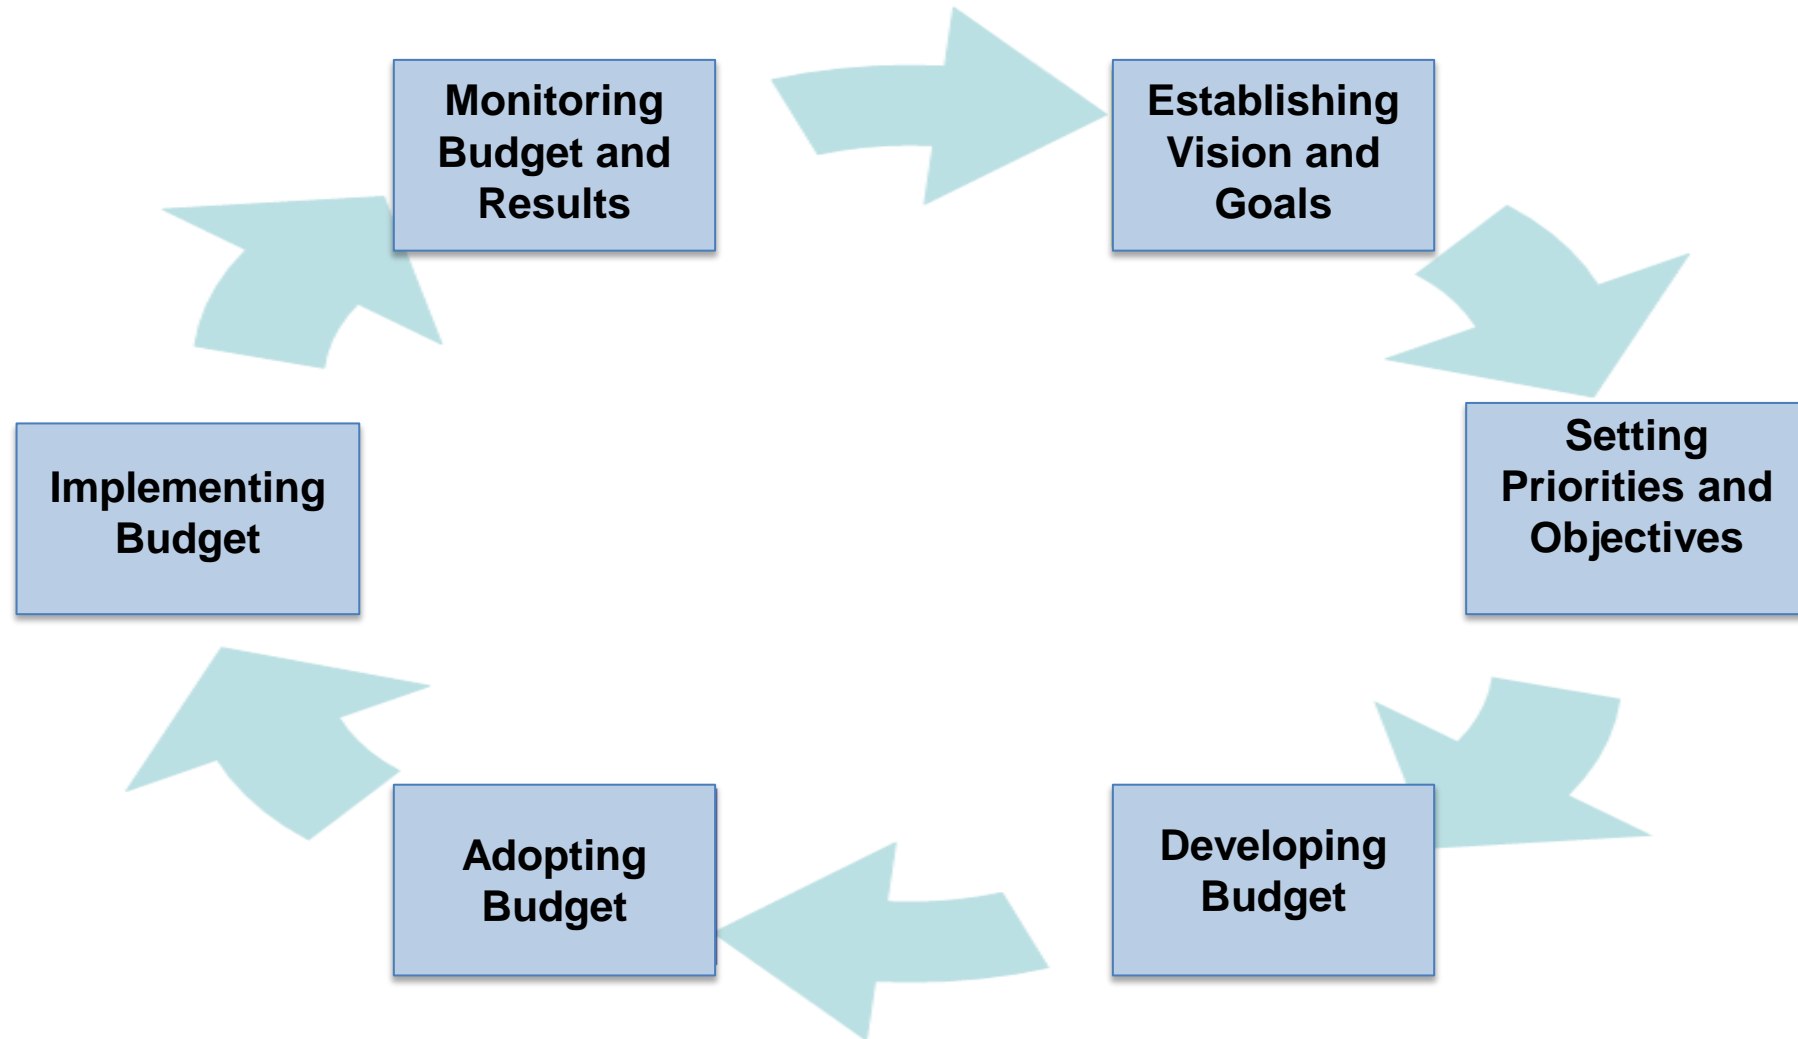 Monitoring
Budget and
Results
Establishing
Vision and
Goals
Setting
Priorities and
Objectives
Developing
Budget
Adopting
Budget
Implementing
Budget